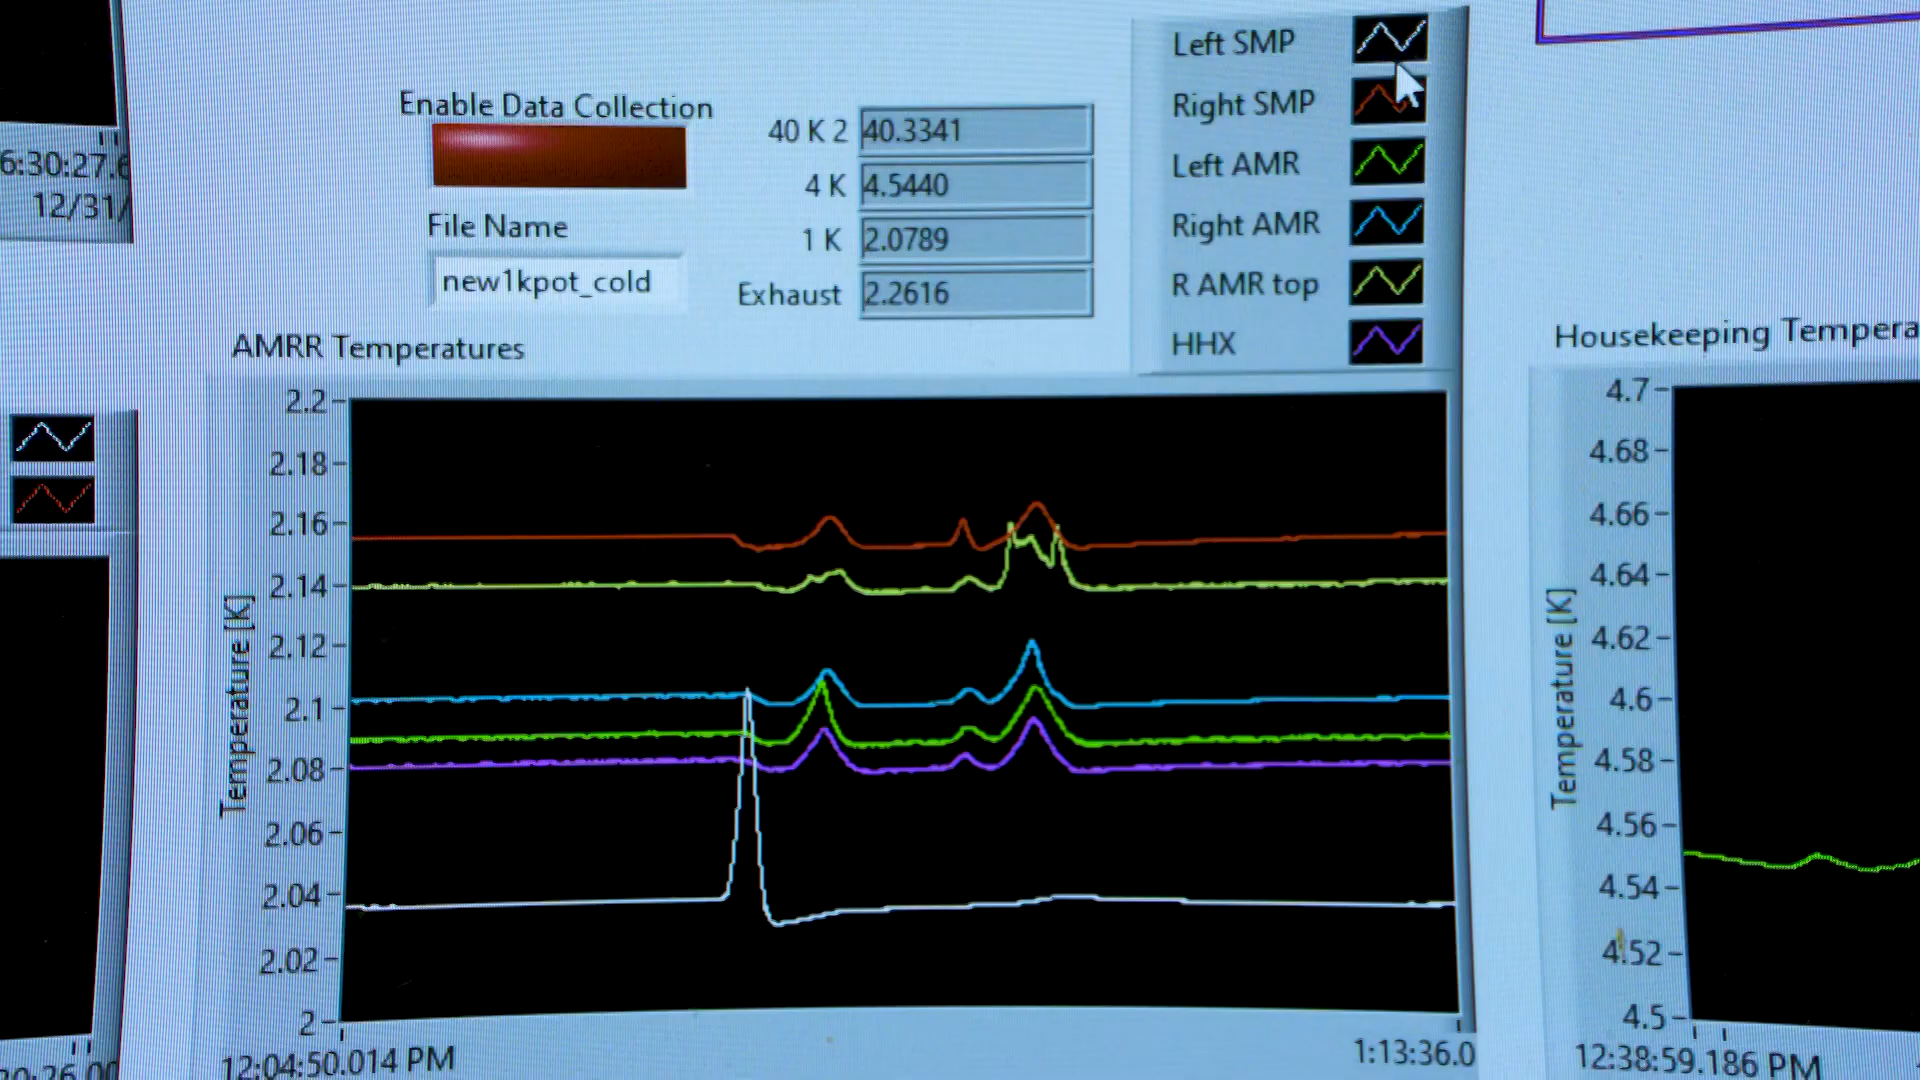 6:30:27.6
12/31/
Enable Data Collection
File Name
new1kpot_cold
40 K 2 40.3341
4 K 4.5440
1 K 2.0789
Exhaust 2.2616
Left SMP
Right SMP
Left AMR
Right AMR
R AMR top
HHX
AMRR Temperatures
Temperature [K]
2.2
2.18
2.16
2.14
2.12
2.1
2.08
2.06
2.04
2.02
2
12:04:50.014 PM
1:13:36.0
Housekeeping Tempera
Temperature [K]
4.7
4.68
4.66
4.64
4.62
4.6
4.58
4.56
4.54
4.52
4.5
12:38:59.186 PM